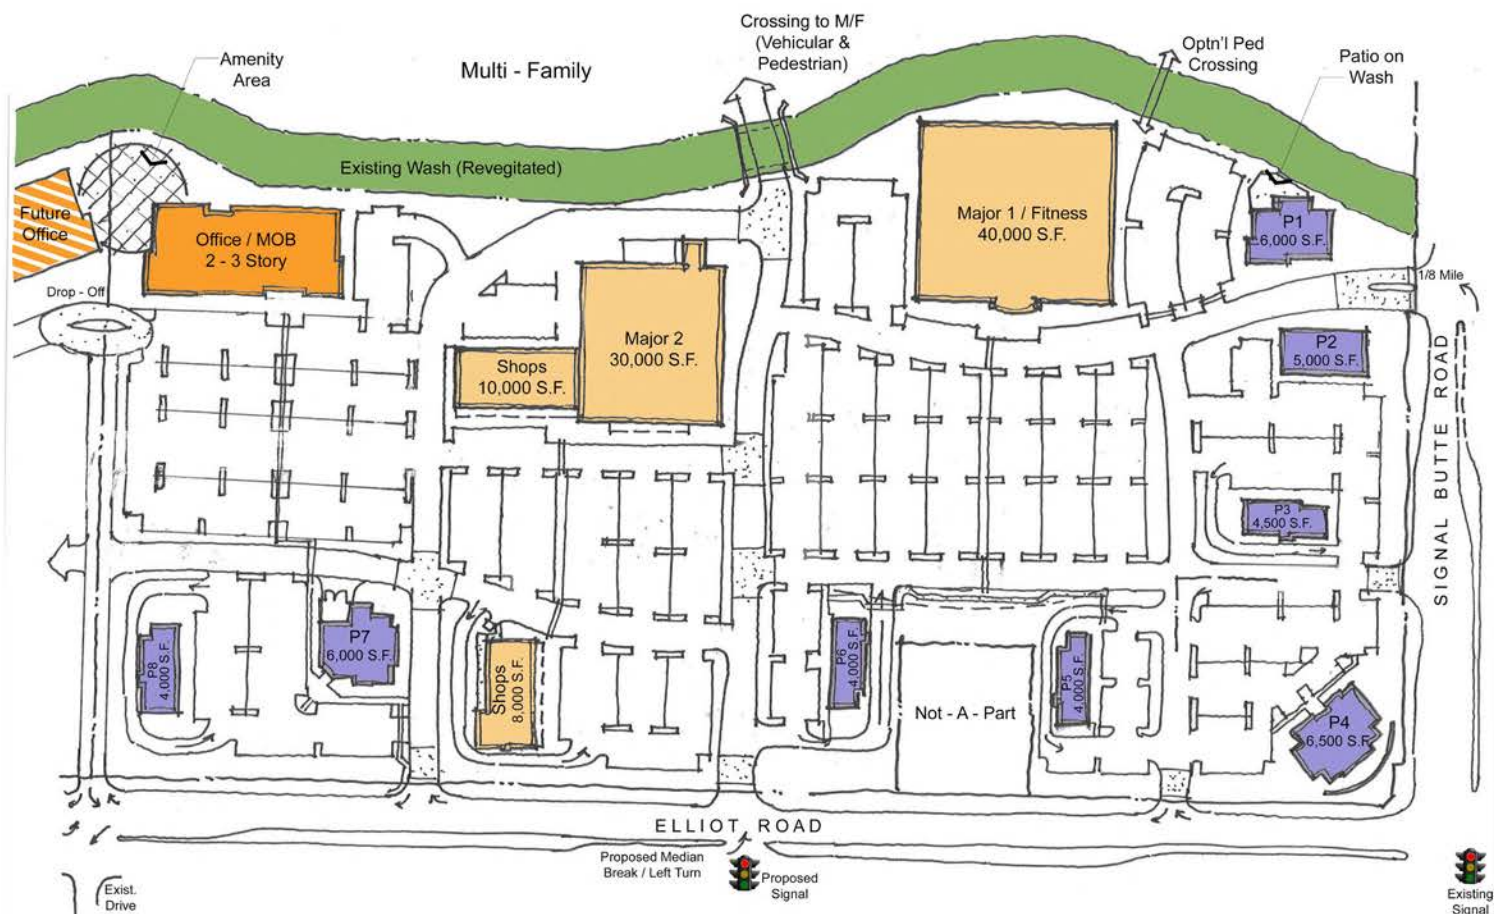 Crossing to M/F
(Vehicular &
Pedestrian)
Optn'l Ped
Crossing
Patio on
Wash
Amenity
Area
Multi - Family
Existing Wash (Revegitated)
Future
Office
Office / MOB
2 - 3 Story
Major 1 / Fitness
40,000 S.F.
P1
6,000 S.F.
1/8 Mile
Drop - Off
Major 2
30,000 S.F.
Shops
10,000 S.F.
P2
5,000 S.F.
SIGNAL BUTTE ROAD
P3
4,500 S.F.
P8
4,000 S.F.
P7
6,000 S.F.
Shops
8,000 S.F.
P6
4,000 S.F.
Not - A - Part
P5
4,000 S.F.
P4
6,500 S.F.
ELLIOT ROAD
Proposed Median
Break / Left Turn
Proposed
Signal
Existing
Signal
Exist.
Drive